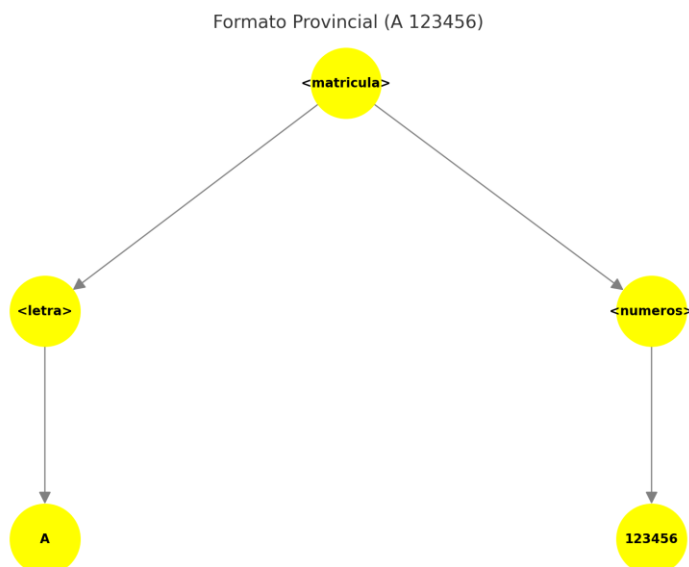 Formato Provincial (A 123456)
<matricula>
<letra>
<numeros>
A
123456